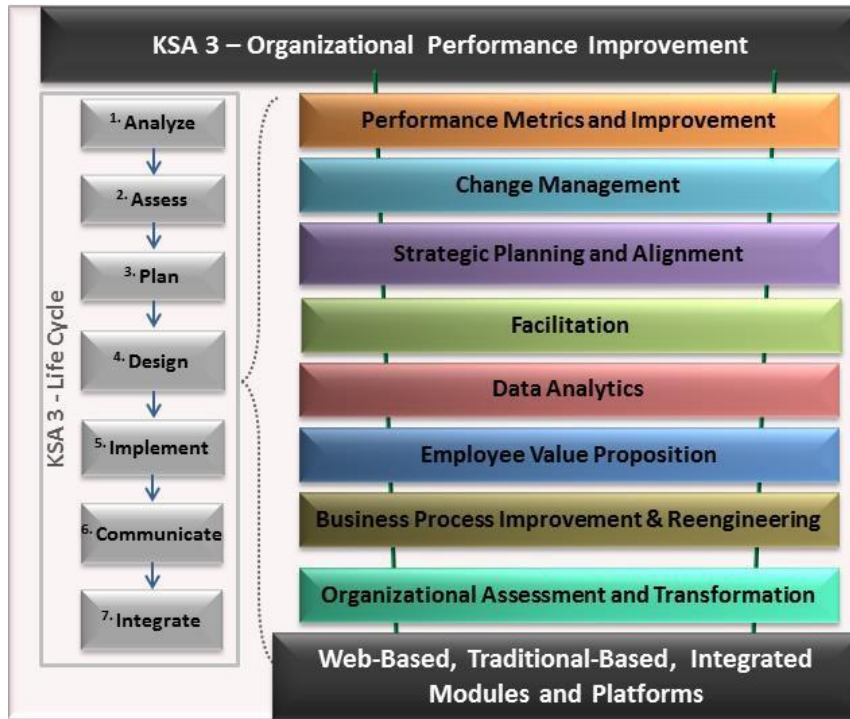 KSA 3 – Organizational Performance Improvement
KSA 3 - Life Cycle
1. Analyze
2. Assess
3. Plan
4. Design
5. Implement
6. Communicate
7. Integrate
Performance Metrics and Improvement
Change Management
Strategic Planning and Alignment
Facilitation
Data Analytics
Employee Value Proposition
Business Process Improvement & Reengineering
Organizational Assessment and Transformation
Web-Based, Traditional-Based, Integrated
Modules and Platforms